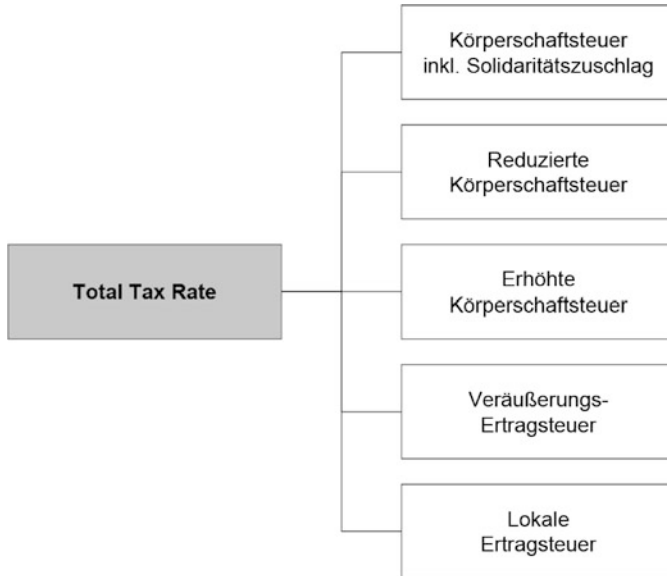 Körperschaftsteuer
inkl. Solidaritätszuschlag
Reduzierte
Körperschaftsteuer
Total Tax Rate
Erhöhte
Körperschaftsteuer
Veräußerungs-
Ertragsteuer
Lokale
Ertragsteuer